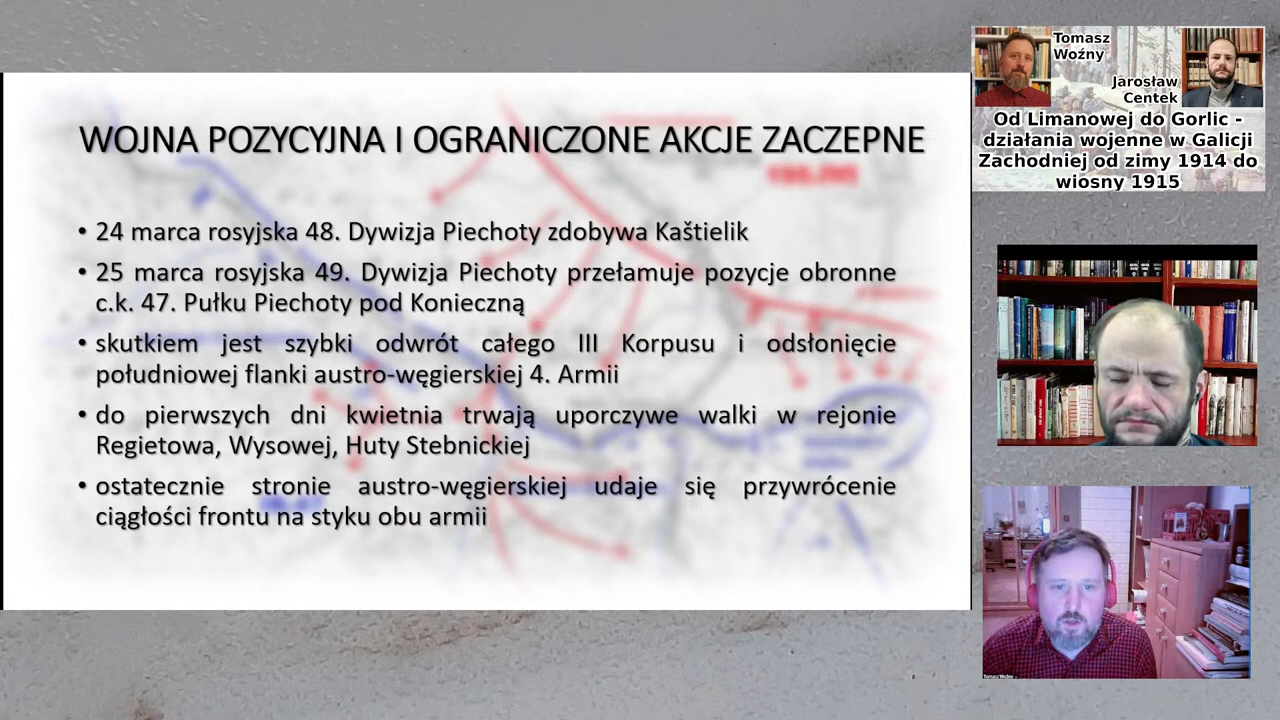 WOJNA POZYCYJNA I OGRANICZONE AKCJE ZACZEPNE
• 24 marca rosyjska 48. Dywizja Piechoty zdobywa Kaštielik
• 25 marca rosyjska 49. Dywizja Piechoty przełamuje pozycje obronne
c.k. 47. Pułku Piechoty pod Konieczną
• skutkiem jest szybki odwrót całego III Korpusu i odsłonięcie
południowej flanki austro-węgierskiej 4. Armii
• do pierwszych dni kwietnia trwają uporczywe walki w rejonie
Regietowa, Wysowej, Huty Stebnickiej
• ostatecznie stronie austro-węgierskiej udaje się przywrócenie
ciągłości frontu na styku obu armii
Tomasz
Woźny
Jarosław
Centek
Od Limanowej do Gorlic -
działania wojenne w Galicji
Zachodniej od zimy 1914 do
wiosny 1915
Tomasz Woźny